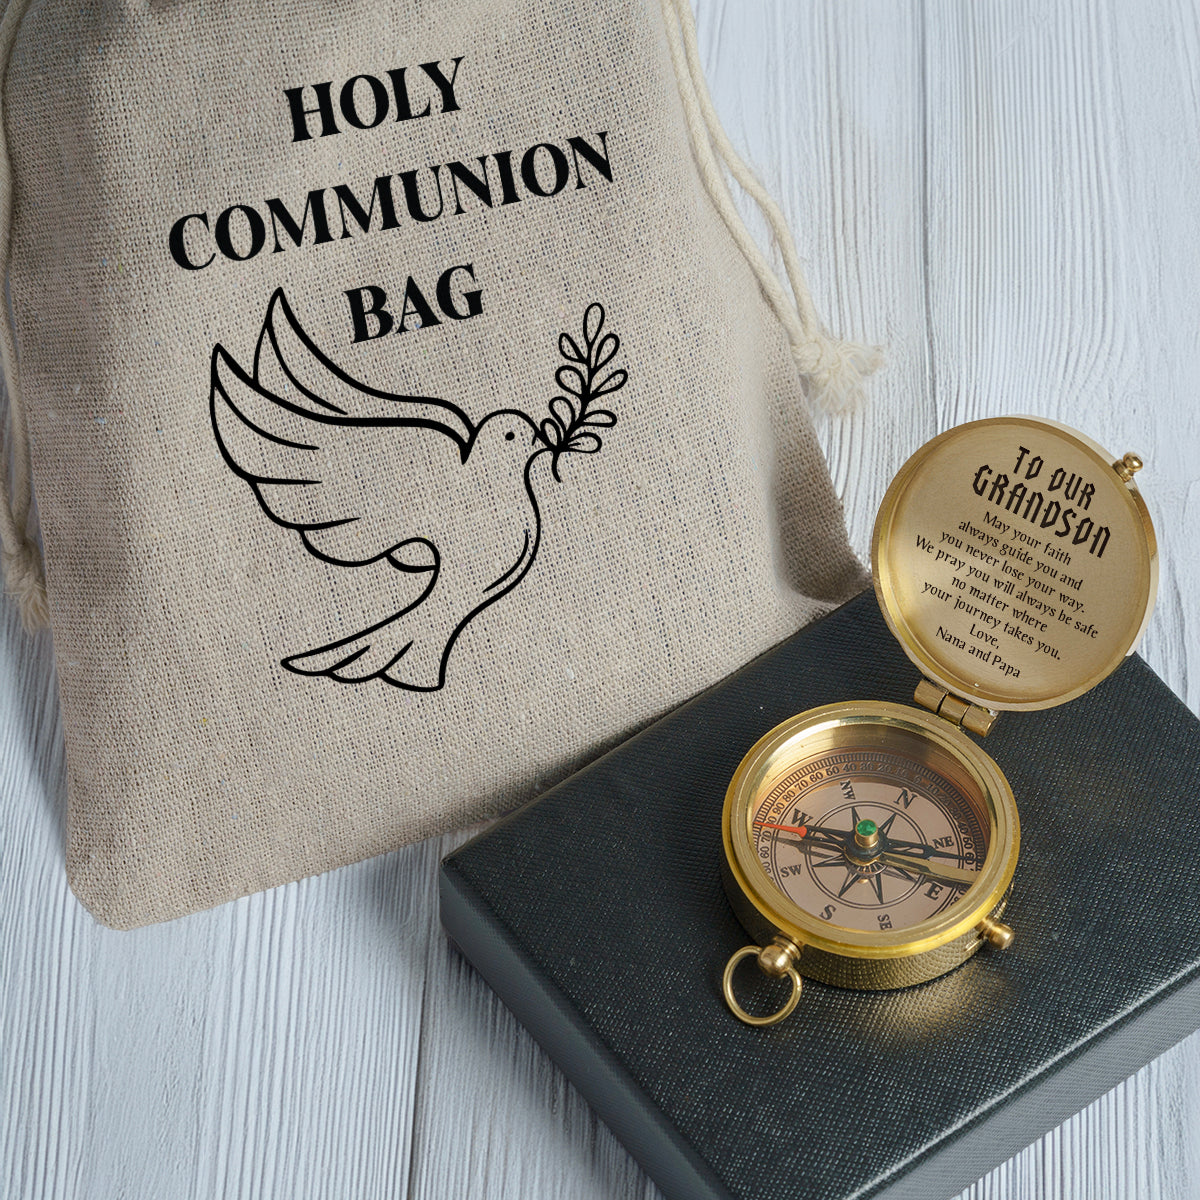 HOLY
COMMUNION
BAG
TO OUR
GRANDSON
May your faith
always guide you and
you never lose your way.
We pray you will always be safe
no matter where
your journey takes you.
Love,
Nana and Papa
N
NE
E
SE
S
SW
W
NW